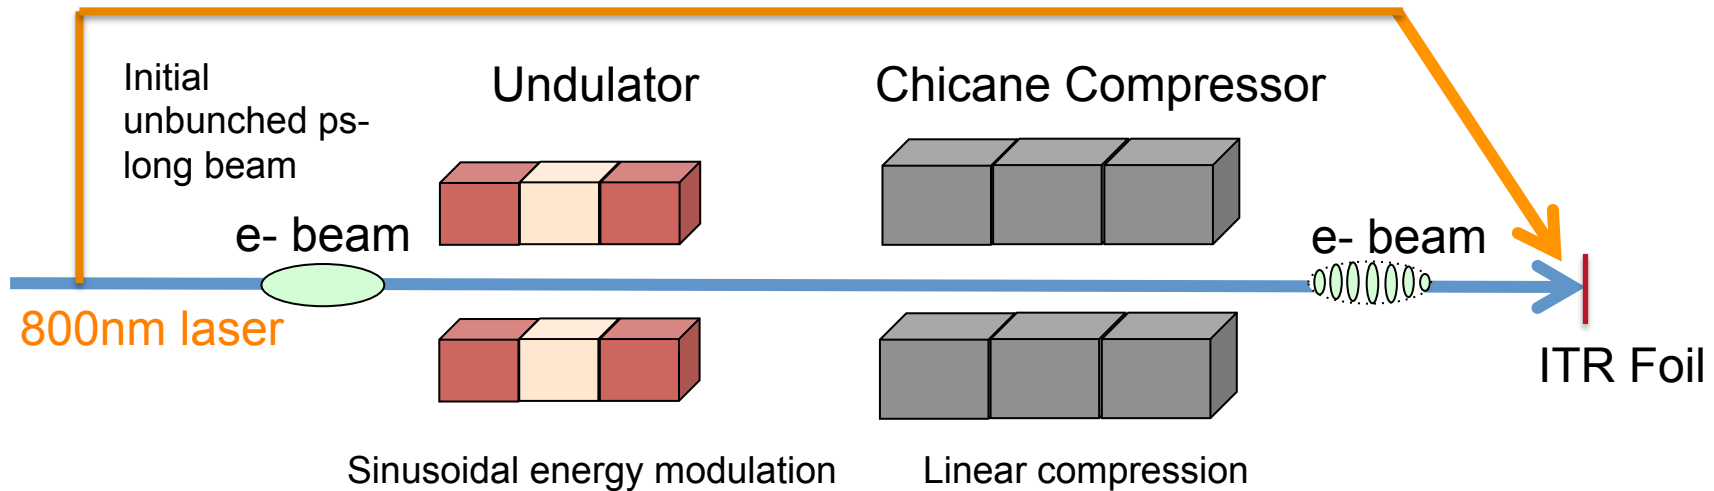 Initial
unbunched ps-
long beam
Undulator
Chicane Compressor
e- beam
e- beam
800nm laser
ITR Foil
Sinusoidal energy modulation
Linear compression